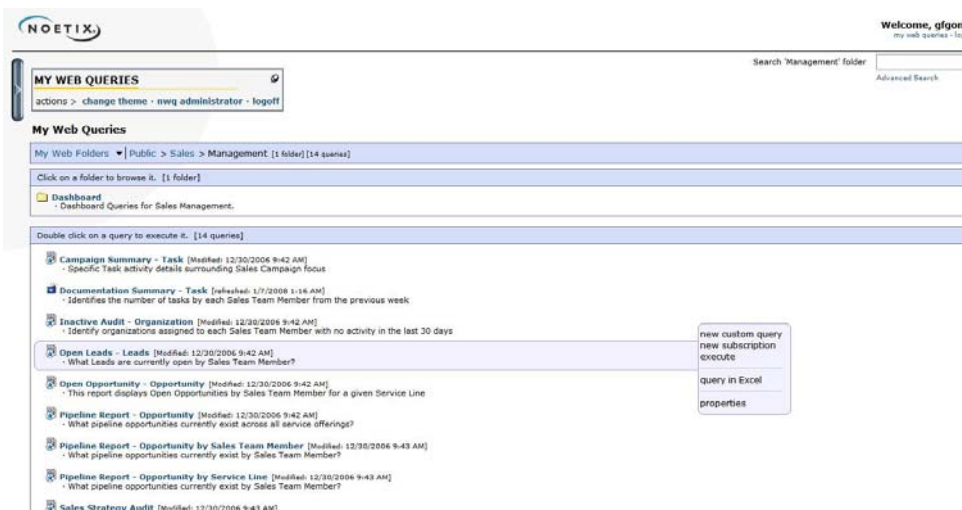 NOETIX
Welcome, gfgon
my web queries - lo
Search 'Management' folder
Advanced Search
MY WEB QUERIES
actions > change theme · nwq administrator · logoff
My Web Queries
My Web Folders ▼ | Public > Sales > Management [1 folder] [14 queries]
Click on a folder to browse it. [1 folder]
Dashboard
- Dashboard Queries for Sales Management.
Double click on a query to execute it. [14 queries]
Campaign Summary - Task [Modified: 12/30/2006 9:42 AM]
- Specific Task activity details surrounding Sales Campaign focus
Documentation Summary - Task [refreshed: 1/7/2008 1:16 AM]
- Identifies the number of tasks by each Sales Team Member from the previous week
Inactive Audit - Organization [Modified: 12/30/2006 9:42 AM]
- Identify organizations assigned to each Sales Team Member with no activity in the last 30 days
Open Leads - Leads [Modified: 12/30/2006 9:42 AM]
- What Leads are currently open by Sales Team Member?
new custom query
new subscription
execute
query in Excel
properties
Open Opportunity - Opportunity [Modified: 12/30/2006 9:42 AM]
- This report displays Open Opportunities by Sales Team Member for a given Service Line
Pipeline Report - Opportunity [Modified: 12/30/2006 9:42 AM]
- What pipeline opportunities currently exist across all service offerings?
Pipeline Report - Opportunity by Sales Team Member [Modified: 12/30/2006 9:43 AM]
- What pipeline opportunities currently exist by Sales Team Member?
Pipeline Report - Opportunity by Service Line [Modified: 12/30/2006 9:43 AM]
- What pipeline opportunities currently exist by Sales Team Member?
Sales Strategy Audit [Modified: 12/30/2006 9:43 AM]